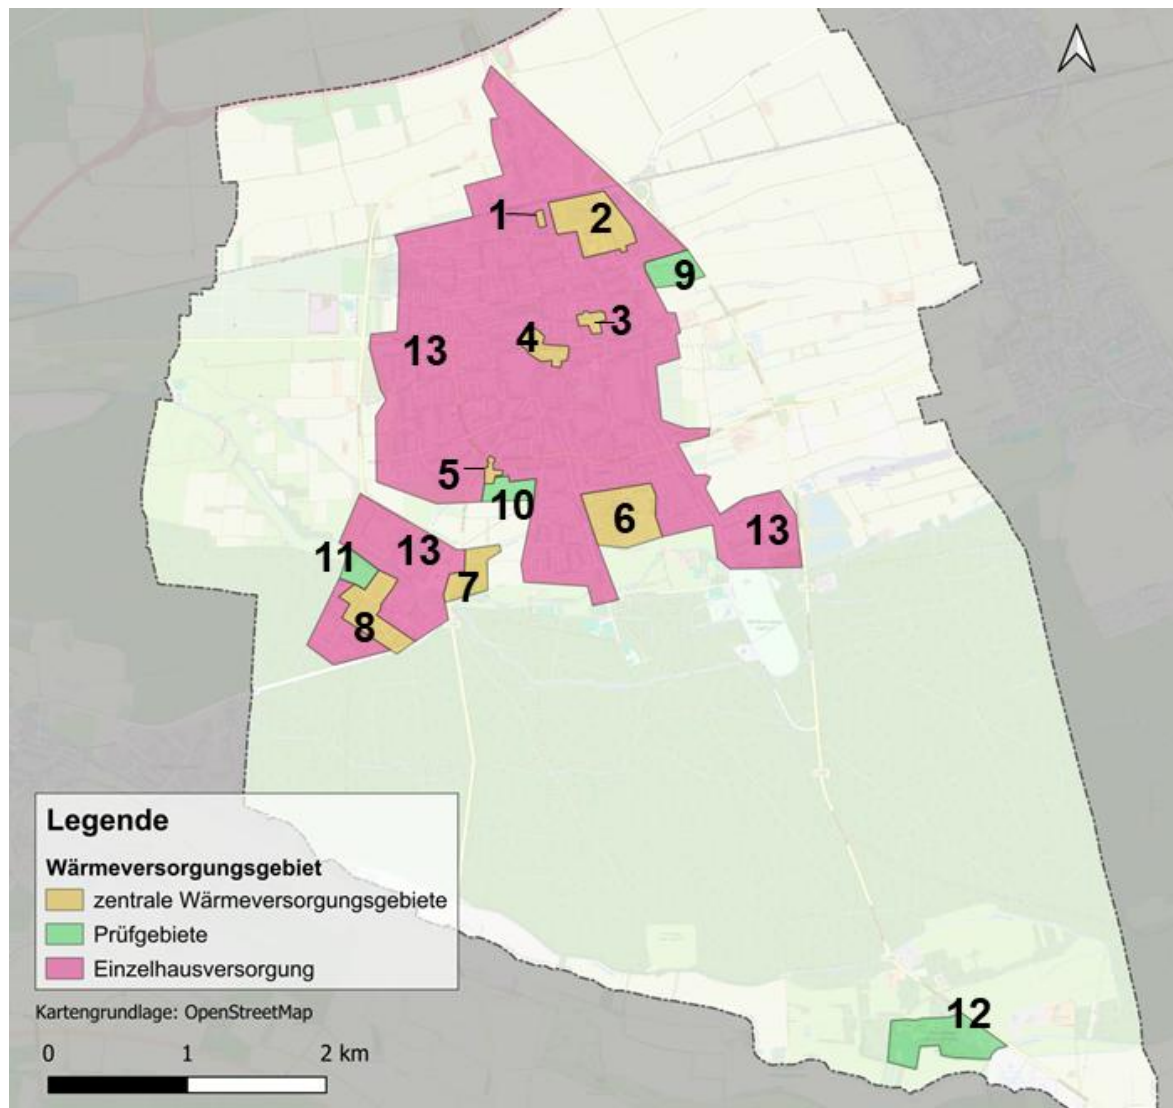 1
2
9
3
4
13
5
10
6
13
11
13
7
8
Legende
Wärmeversorgungsgebiet
zentrale Wärmeversorgungsgebiete
Prüfgebiete
Einzelhausversorgung
12
Kartengrundlage: OpenStreetMap
0 1 2 km